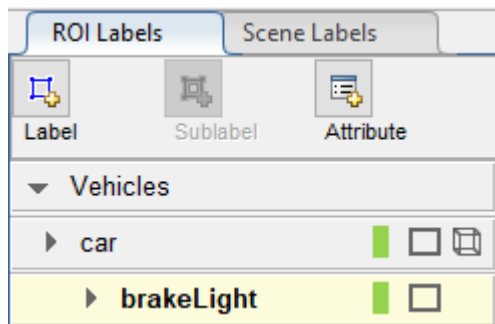 ROI Labels Scene Labels
Label Sublabel Attribute
Vehicles
car
brakeLight